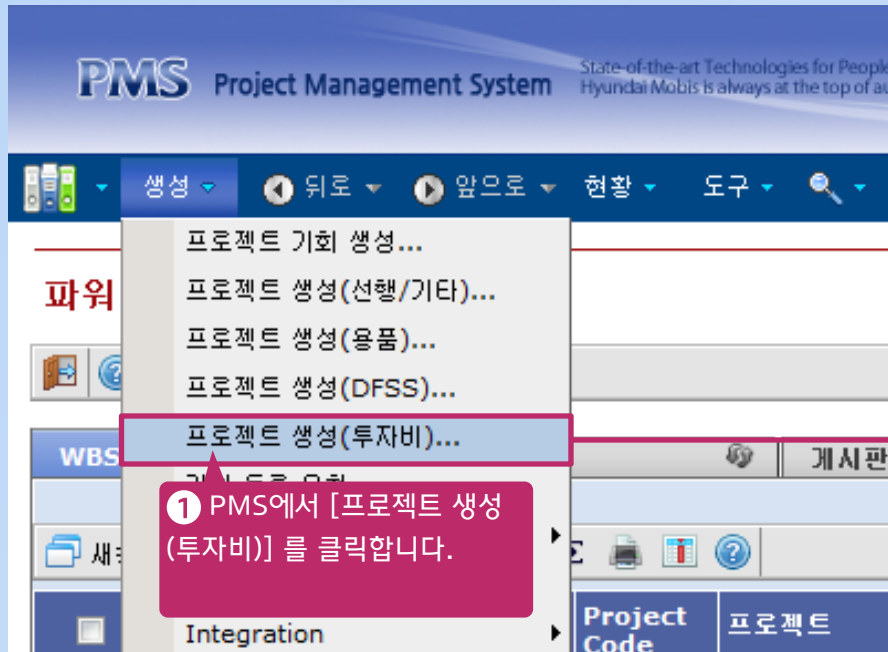 PMS Project Management System
State-of-the-art Technologies for People
Hyundai Mobis is always at the top of
생성 뒤로 앞으로 현황 도구
프로젝트 기회 생성...
파워
프로젝트 생성(선행/기타)...
프로젝트 생성(용품)...
프로젝트 생성(DFSS)...
프로젝트 생성(투자비)...
WBS
게시판
① PMS에서 [프로젝트 생성
(투자비)] 를 클릭합니다.
새
Σ
Integration
Project
Code
프로젝트